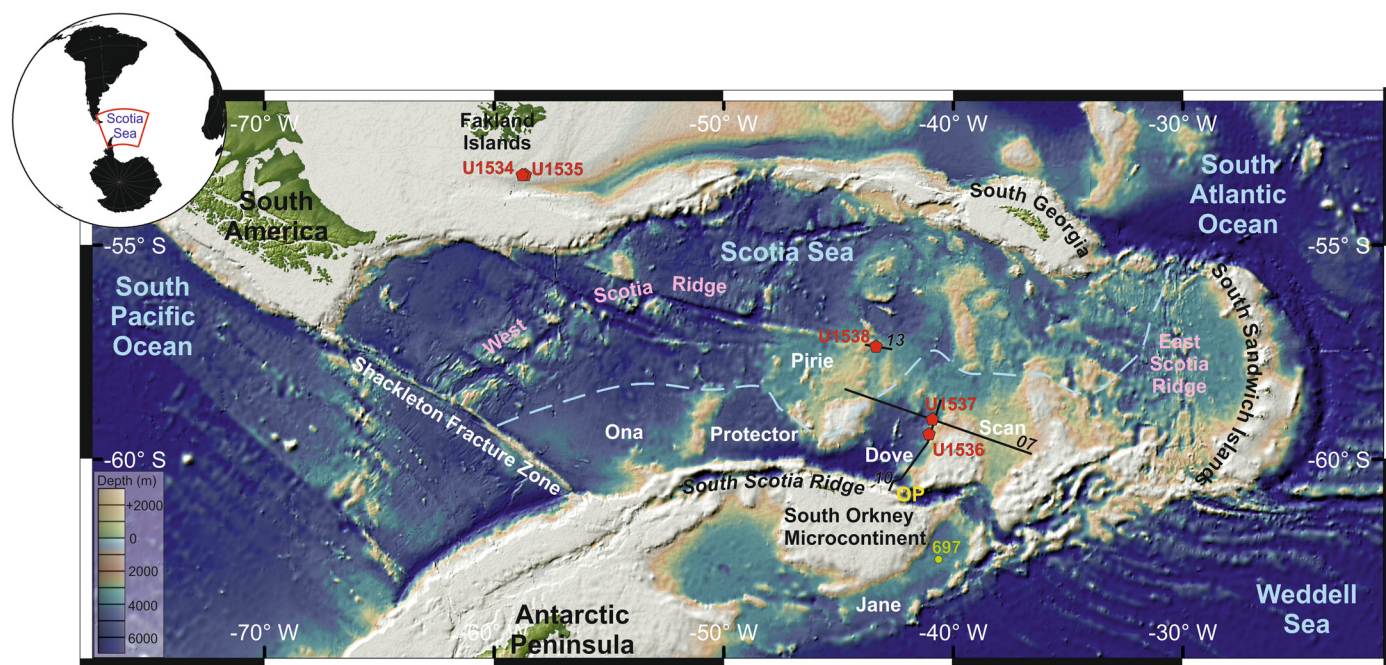 Scotia
Sea
-70° W
Fakland
Islands
-50° W
-40° W
-30° W
U1534
U1535
South
America
South Georgia
South
Atlantic
Ocean
-55° S
-55° S
Scotia Sea
South
Pacific
Ocean
West
Scotia Ridge
U1538
13
Pirie
East
Scotia
Ridge
South Sandwich Islands
Shackleton Fracture Zone
U1537
Ona
Protector
Scan
07
U1536
Dove
-60° S
-60° S
South Scotia Ridge
10
OP
Depth (m)
+2000
0
2000
4000
6000
South Orkney
Microcontinent
697
Jane
Weddell
Sea
Antarctic
Peninsula
-70° W
-60° W
-50° W
-40° W
-30° W